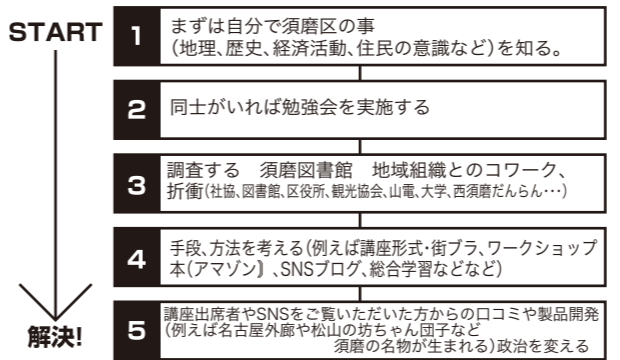 START
1 まずは自分で須磨区の事
(地理、歴史、経済活動、住民の意識など)を知る。
2 同士がいれば勉強会を実施する
3 調査する 須磨図書館 地域組織とのコワーク、
折衝(社協、図書館、区役所、観光協会、山電、大学、西須磨だんらん・・・)
4 手段、方法を考える(例えば講座形式・街ブラ、ワークショップ
本(アマゾン〕、SNSブログ、総合学習などなど)
5 講座出席者やSNSをご覧いただいた方からの口コミや製品開発
(例えば名古屋外廊や松山の坊ちゃん団子など
須磨の名物が生まれる)政治を変える
解決!